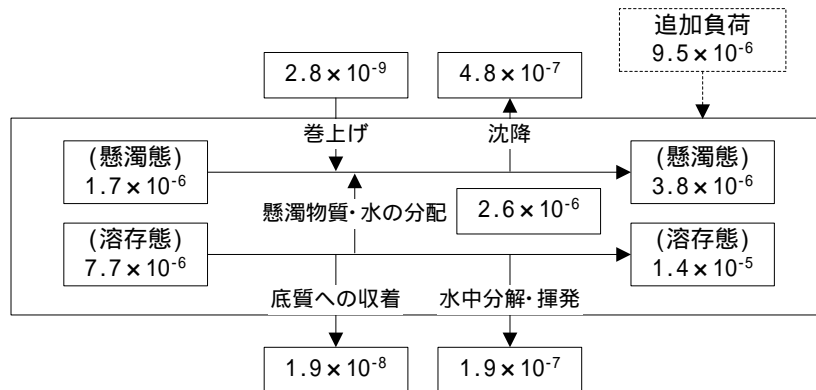 追加負荷
9.5×10-6
2.8×10-9
4.8×10-7
巻上げ
沈降
(懸濁態)
1.7×10-6
(懸濁態)
3.8×10-6
懸濁物質・水の分配
2.6×10-6
(溶存態)
7.7×10-6
(溶存態)
1.4×10-5
底質への収着
水中分解・揮発
1.9×10-8
1.9×10-7